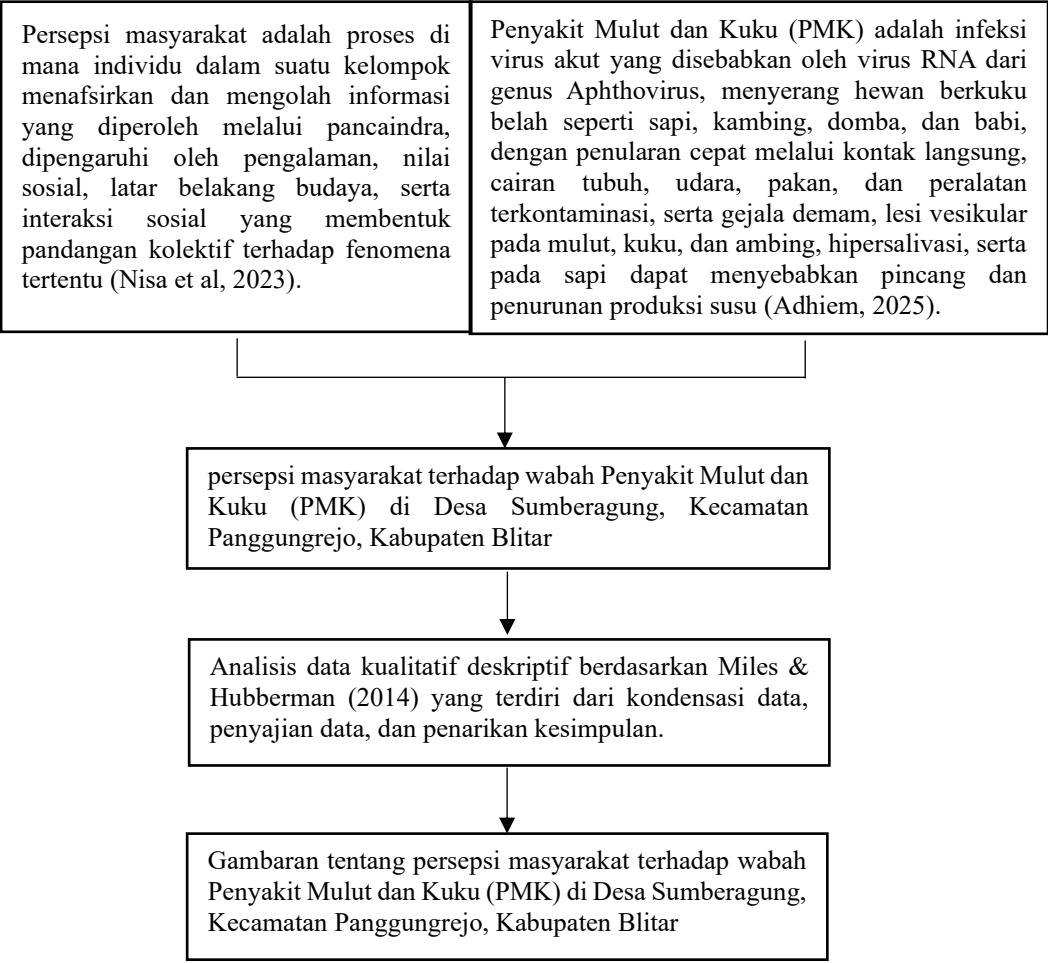 Persepsi masyarakat adalah proses di
mana individu dalam suatu kelompok
menafsirkan dan mengolah informasi
yang diperoleh melalui pancaindra,
dipengaruhi oleh pengalaman, nilai
sosial, latar belakang budaya, serta
interaksi sosial yang membentuk
pandangan kolektif terhadap fenomena
tertentu (Nisa et al, 2023).
Penyakit Mulut dan Kuku (PMK) adalah infeksi
virus akut yang disebabkan oleh virus RNA dari
genus Aphthovirus, menyerang hewan berkuku
belah seperti sapi, kambing, domba, dan babi,
dengan penularan cepat melalui kontak langsung,
cairan tubuh, udara, pakan, dan peralatan
terkontaminasi, serta gejala demam, lesi vesikular
pada mulut, kuku, dan ambing, hipersalivasi, serta
pada sapi dapat menyebabkan pincang dan
penurunan produksi susu (Adhiem, 2025).
persepsi masyarakat terhadap wabah Penyakit Mulut dan
Kuku (PMK) di Desa Sumberagung, Kecamatan
Panggungrejo, Kabupaten Blitar
Analisis data kualitatif deskriptif berdasarkan Miles &
Hubberman (2014) yang terdiri dari kondensasi data,
penyajian data, dan penarikan kesimpulan.
Gambaran tentang persepsi masyarakat terhadap wabah
Penyakit Mulut dan Kuku (PMK) di Desa Sumberagung,
Kecamatan Panggungrejo, Kabupaten Blitar